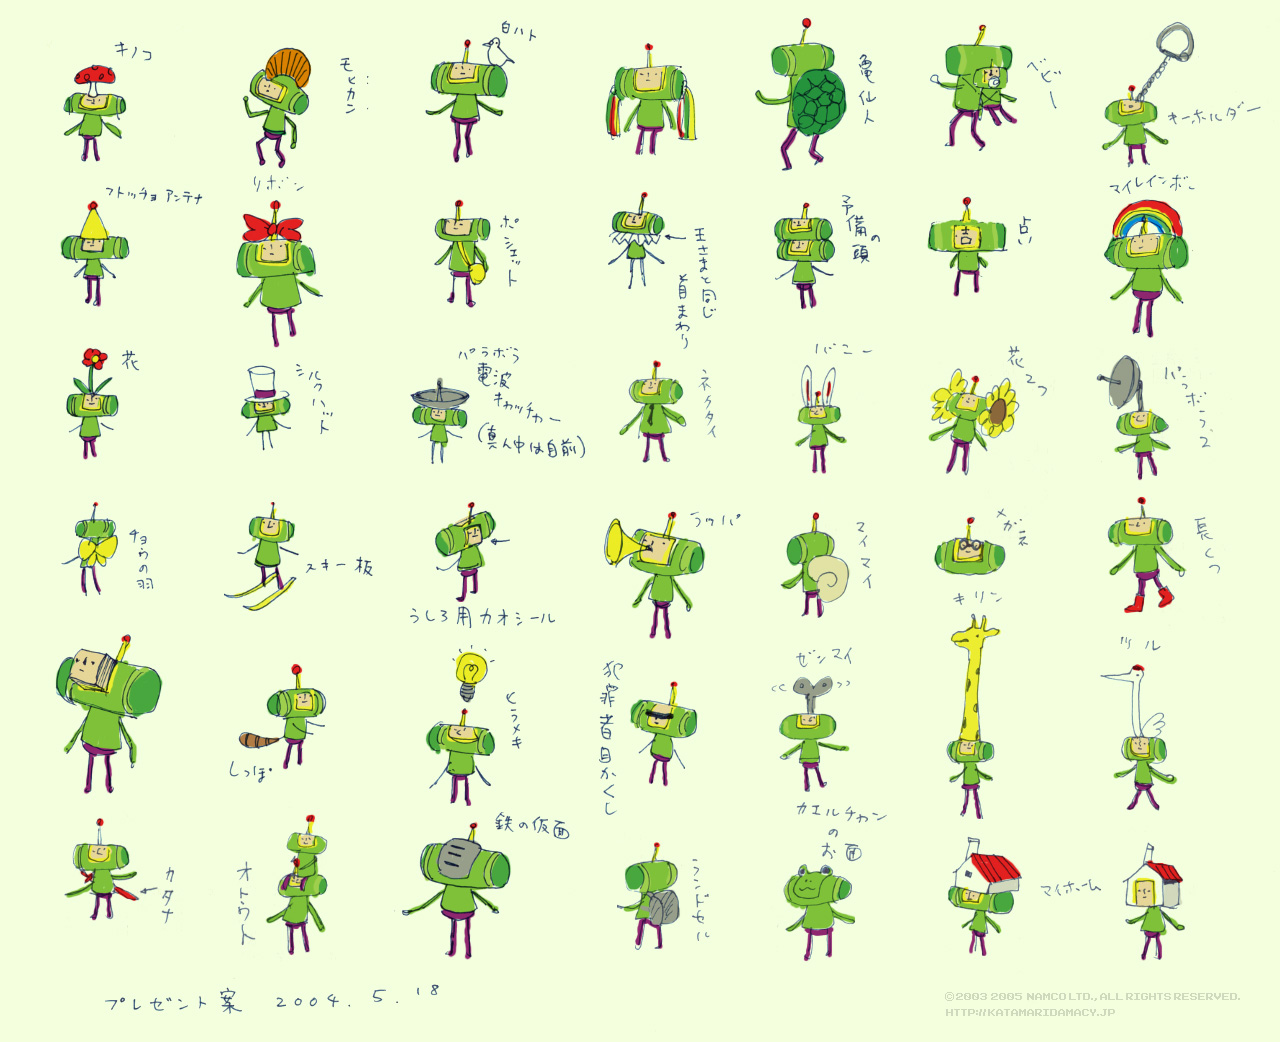 キノコ
モヒカン
白ハト
亀仙人
ベビー
キーホルダー
フトッチョアンテナ
リボン
ポシェット
王さまと同じ
首まわり
予備の
頭
吉
占い
マイレインボー
花
シルクハット
パラボラ
電波
キャッチャー
(真ん中は自前)
ネクタイ
バニー
花2つ
パラボラ、2
チョウの羽
スキー板
うしろ用カオシール
ラッパ
マイマイ
メガネ
長くつ
しっぽ
ヒラメキ
犯罪者目かくし
ゼンマイ
キリン
ツル
カタナ
オトウト
鉄の仮面
ランドセル
カエルチャン
の
お面
マイホーム
プレゼント案 2004.5.18
©2003 2005 NAMCO LTD., ALL RIGHTS RESERVED.
HTTP://KATAMARIDAMACY.JP